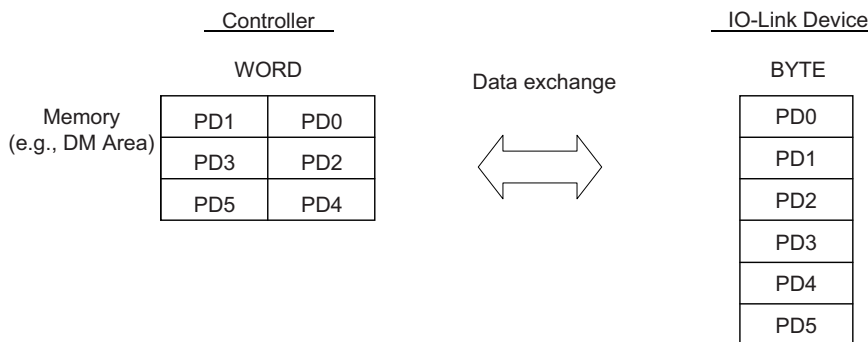 Controller
IO-Link Device
WORD
Data exchange
BYTE
Memory
(e.g., DM Area)
PD1 PD0
PD3 PD2
PD5 PD4
PD0
PD1
PD2
PD3
PD4
PD5